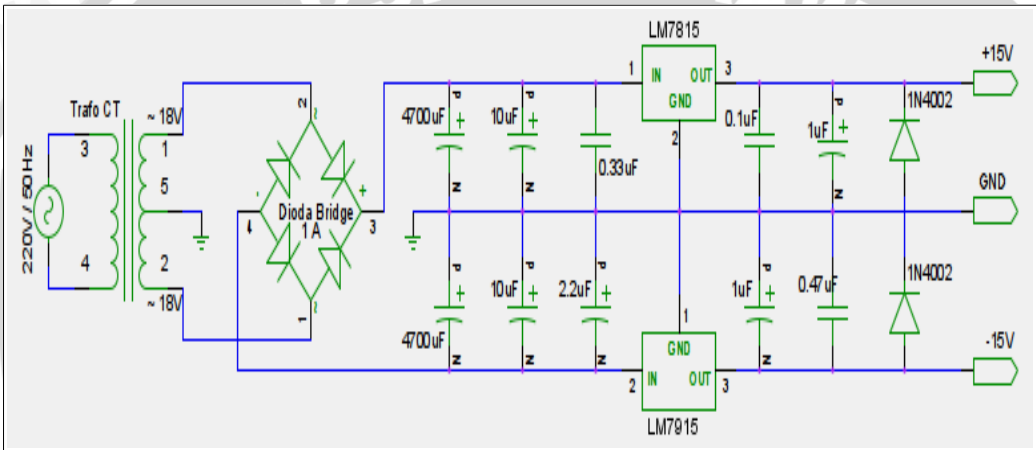 LM7815
+15V
1 IN OUT 3
GND
2
1N4002
Trafo CT
~ 18V
3
1
5
4
2
~ 18V
220V / 50 Hz
2
~
-
+
Dioda Bridge
1 A
4
3
1
~
4700uF
P
+
N
10uF
P
+
N
0.33uF
0.1uF
1uF
P
+
N
GND
4700uF
P
+
N
10uF
P
+
N
2.2uF
P
+
N
1uF
P
+
N
0.47uF
1N4002
1
GND
2 IN OUT 3
LM7915
-15V